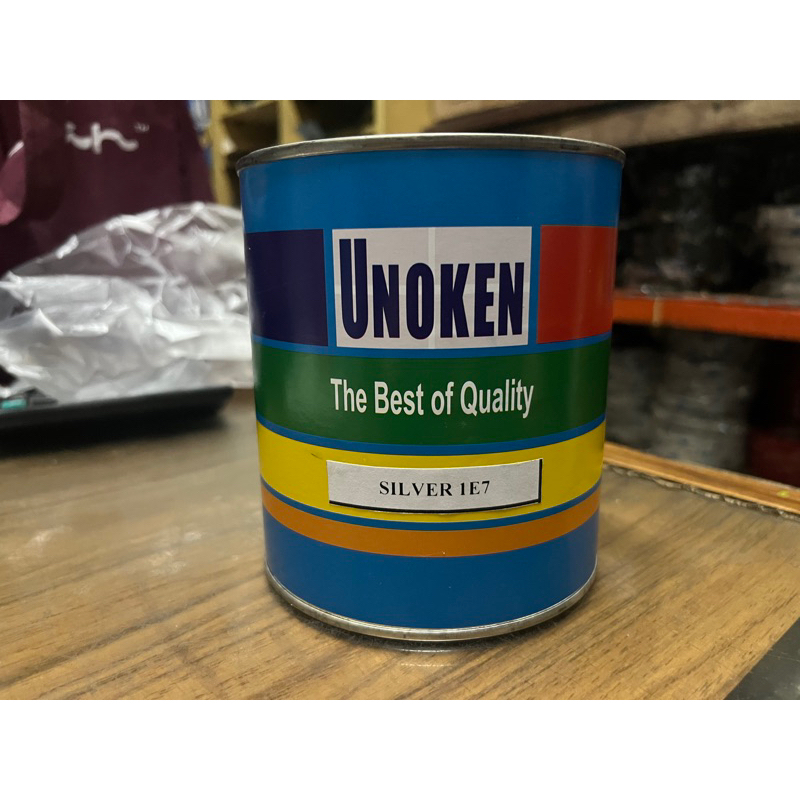 UNOKEN
The Best of Quality
SILVER 1E7